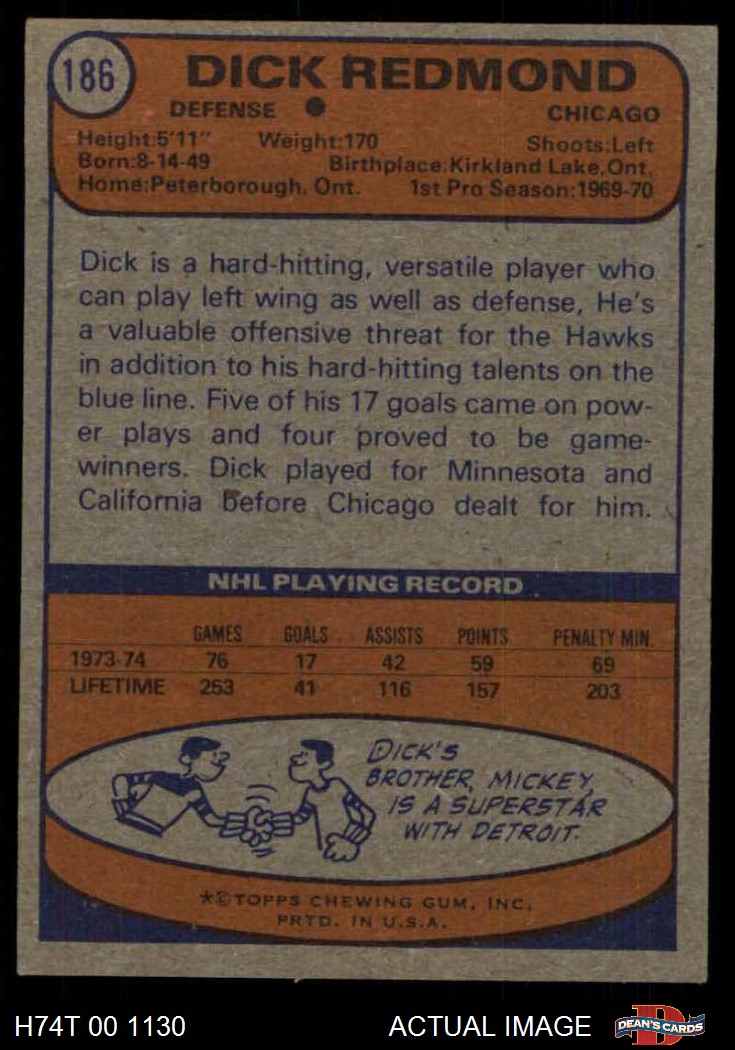 186
DICK REDMOND
DEFENSE ● CHICAGO
Height:5'11" Weight:170 Shoots:Left
Born:8-14-49 Birthplace:Kirkland Lake,Ont.
Home:Peterborough, Ont. 1st Pro Season:1969-70
Dick is a hard-hitting, versatile player who
can play left wing as well as defense, He's
a valuable offensive threat for the Hawks
in addition to his hard-hitting talents on the
blue line. Five of his 17 goals came on pow-
er plays and four proved to be game-
winners. Dick played for Minnesota and
California before Chicago dealt for him.
NHL PLAYING RECORD
GAMES GOALS ASSISTS POINTS PENALTY MIN.
1973-74 76 17 42 59 69
LIFETIME 253 41 116 157 203
DICK'S
BROTHER, MICKEY,
IS A SUPERSTAR
WITH DETROIT.
*©TOPPS CHEWING GUM, INC.
PRTD. IN U.S.A.
H74T 00 1130 ACTUAL IMAGE
D
DEAN'S CARDS